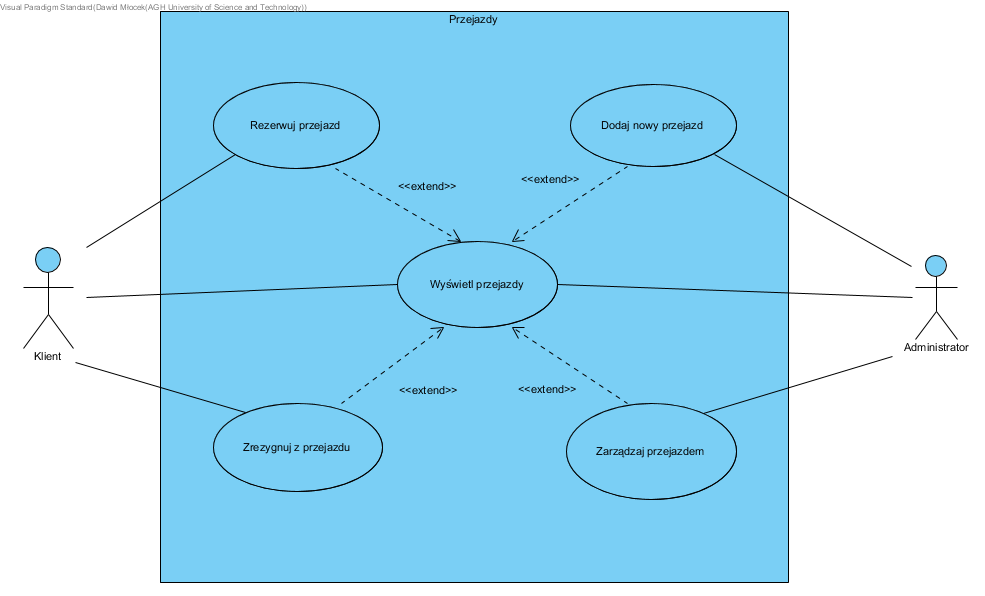 Visual Paradigm Standard(Dawid Młocek(AGH University of Science and Technology))
Przejazdy
Rezerwuj przejazd
Dodaj nowy przejazd
<<extend>>
<<extend>>
Wyświetl przejazdy
Klient
Administrator
<<extend>>
<<extend>>
Zrezygnuj z przejazdu
Zarządzaj przejazdem